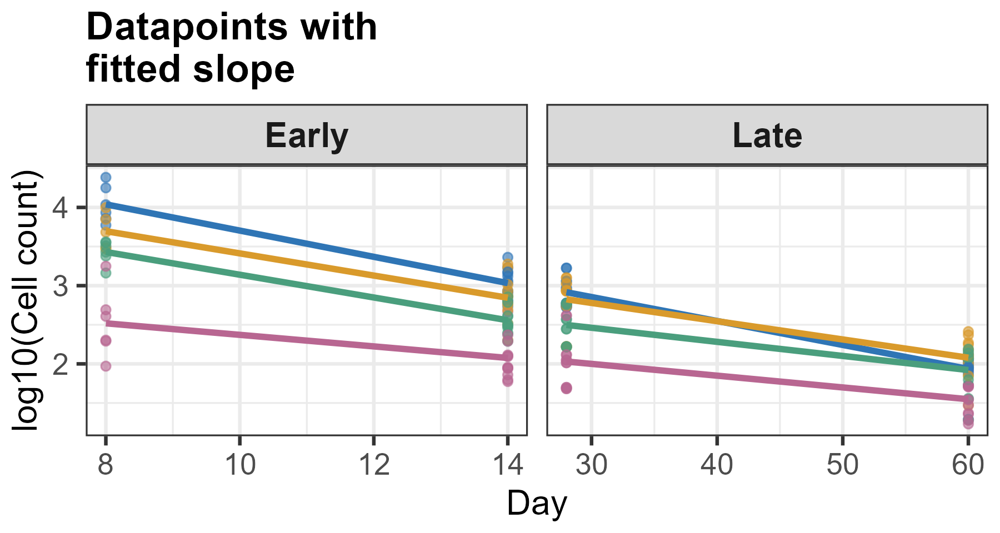 Datapoints with
fitted slope
Early
Late
log10(Cell count)
4
3
2
8 10 12 14
30 40 50 60
Day